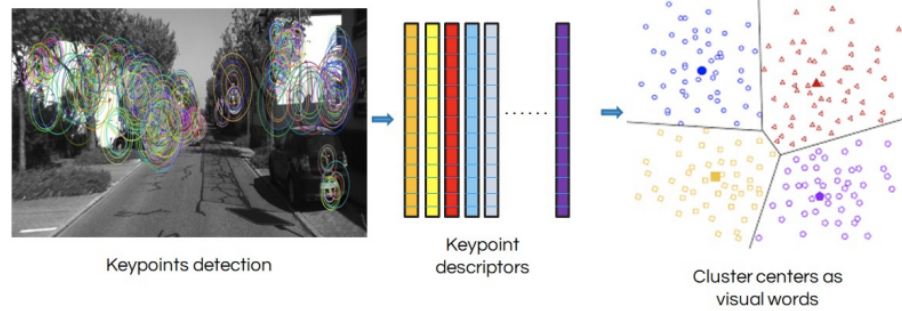 Keypoints detection
Keypoint
descriptors
Cluster centers as
visual words